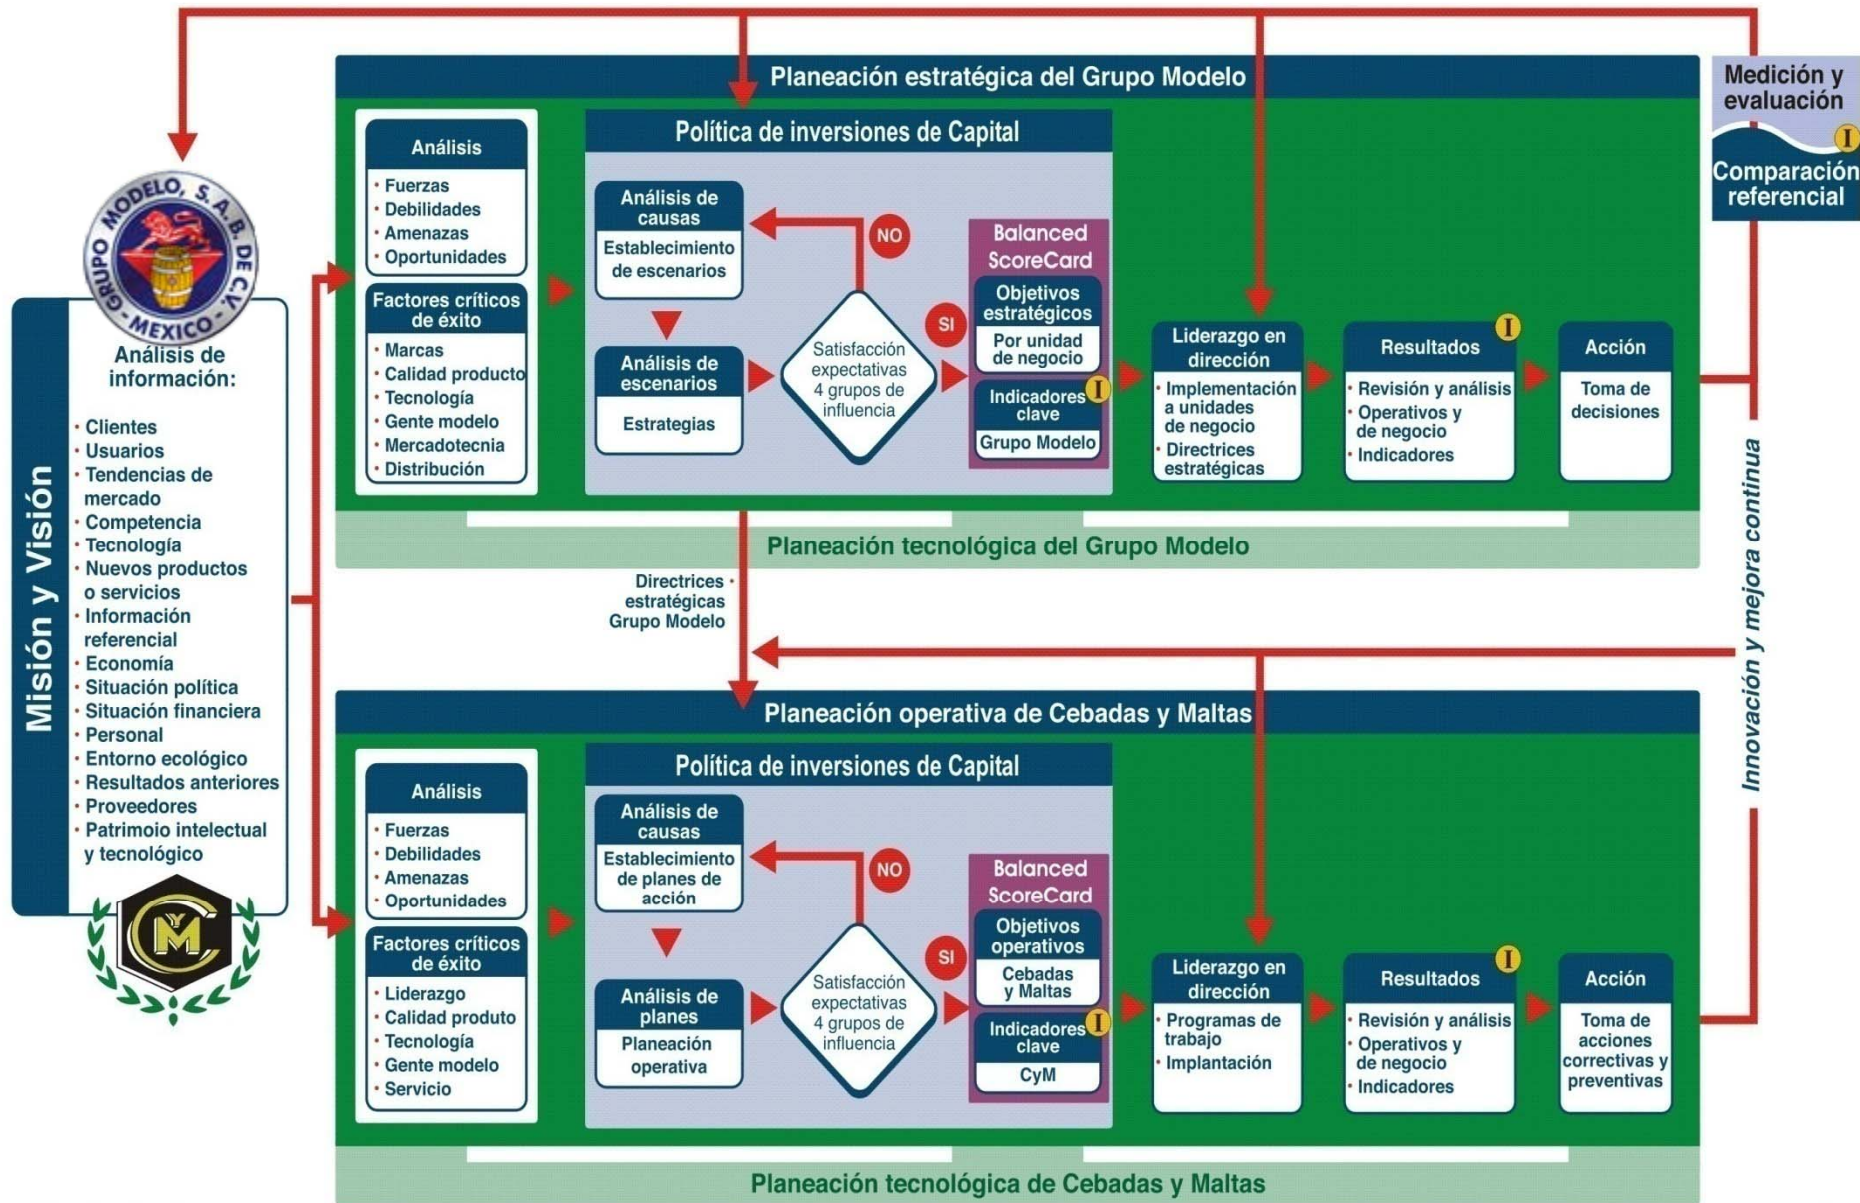 Planeación estratégica del Grupo Modelo
Medición y
evaluación
I
Comparación
referencial
GRUPO MODELO, S.A.B. DE C.V.
- MEXICO -
Misión y Visión
Análisis de
información:
• Clientes
• Usuarios
• Tendencias de
mercado
• Competencia
• Tecnología
• Nuevos productos
o servicios
• Información
referencial
• Economía
• Situación política
• Situación financiera
• Personal
• Entorno ecológico
• Resultados anteriores
• Proveedores
• Patrimoio intelectual
y tecnológico
CYM
Análisis
• Fuerzas
• Debilidades
• Amenazas
• Oportunidades
Factores críticos
de éxito
• Marcas
• Calidad producto
• Tecnología
• Gente modelo
• Mercadotecnia
• Distribución
Política de inversiones de Capital
Análisis de
causas
Establecimiento
de escenarios
Análisis de
escenarios
Estrategias
NO
Satisfacción
expectativas
4 grupos de
influencia
SI
Balanced
ScoreCard
Objetivos
estratégicos
Por unidad
de negocio
Indicadores
clave
I
Grupo Modelo
Liderazgo en
dirección
• Implementación
a unidades
de negocio
• Directrices
estratégicas
Resultados
I
• Revisión y análisis
• Operativos y
de negocio
• Indicadores
Acción
Toma de
decisiones
Planeación tecnológica del Grupo Modelo
Directrices •
estratégicas
Grupo Modelo
Innovación y mejora continua
Planeación operativa de Cebadas y Maltas
Análisis
• Fuerzas
• Debilidades
• Amenazas
• Oportunidades
Factores críticos
de éxito
• Liderazgo
• Calidad produto
• Tecnología
• Gente modelo
• Servicio
Política de inversiones de Capital
Análisis de
causas
Establecimiento
de planes de
acción
Análisis de
planes
Planeación
operativa
NO
Satisfacción
expectativas
4 grupos de
influencia
SI
Balanced
ScoreCard
Objetivos
operativos
Cebadas
y Maltas
Indicadores
clave
I
CyM
Liderazgo en
dirección
• Programas de
trabajo
• Implantación
Resultados
I
• Revisión y análisis
• Operativos y
de negocio
• Indicadores
Acción
Toma de
acciones
correctivas y
preventivas
Planeación tecnológica de Cebadas y Maltas